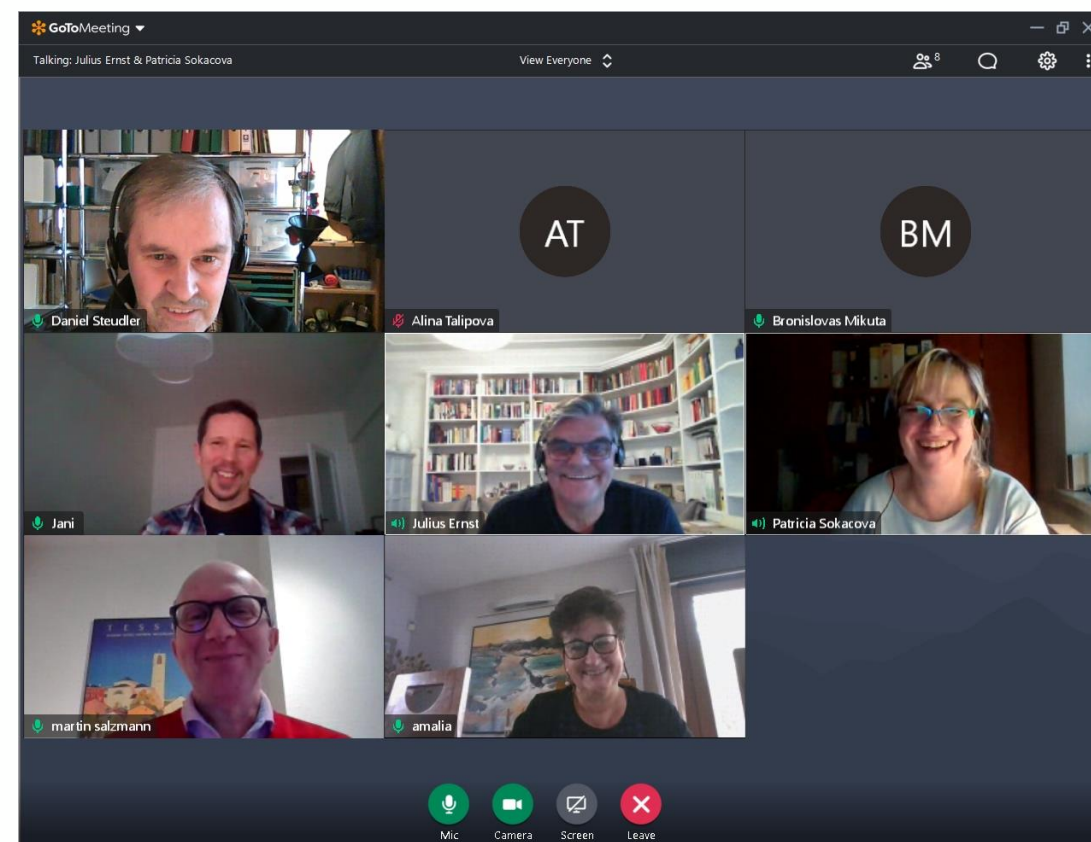 GoToMeeting
Talking: Julius Ernst & Patricia Sokacova
View Everyone
8
AT
BM
Daniel Steudler
Alina Talipova
Bronislovas Mikuta
Jani
Julius Ernst
Patricia Sokacova
TESS
martin salzmann
amalia
Mic
Camera
Screen
Leave